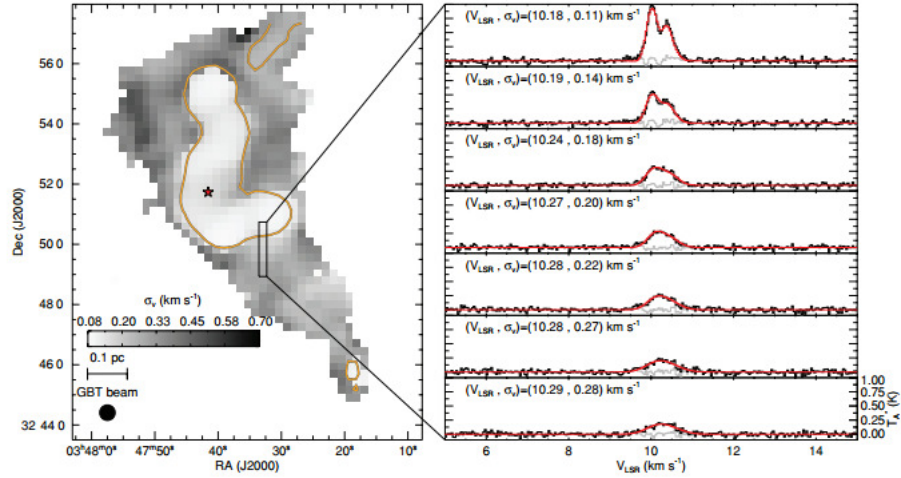 56 0
54 0
52 0
50 0
48 0
46 0
32 44 0
Dec (J2000)
σv (km s⁻¹)
0.08 0.20 0.33 0.45 0.58 0.70
0.1 pc
GBT beam
03ʰ48ᵐ0ˢ 47ᵐ50ˢ 40ˢ 30ˢ 20ˢ 10ˢ
RA (J2000)
(VLSR , σv)=(10.18 , 0.11) km s⁻¹
(VLSR , σv)=(10.19 , 0.14) km s⁻¹
(VLSR , σv)=(10.24 , 0.18) km s⁻¹
(VLSR , σv)=(10.27 , 0.20) km s⁻¹
(VLSR , σv)=(10.28 , 0.22) km s⁻¹
(VLSR , σv)=(10.28 , 0.27) km s⁻¹
(VLSR , σv)=(10.29 , 0.28) km s⁻¹
1.00
0.75
0.50
0.25
0.00
TA* (K)
6 8 10 12 14
VLSR (km s⁻¹)